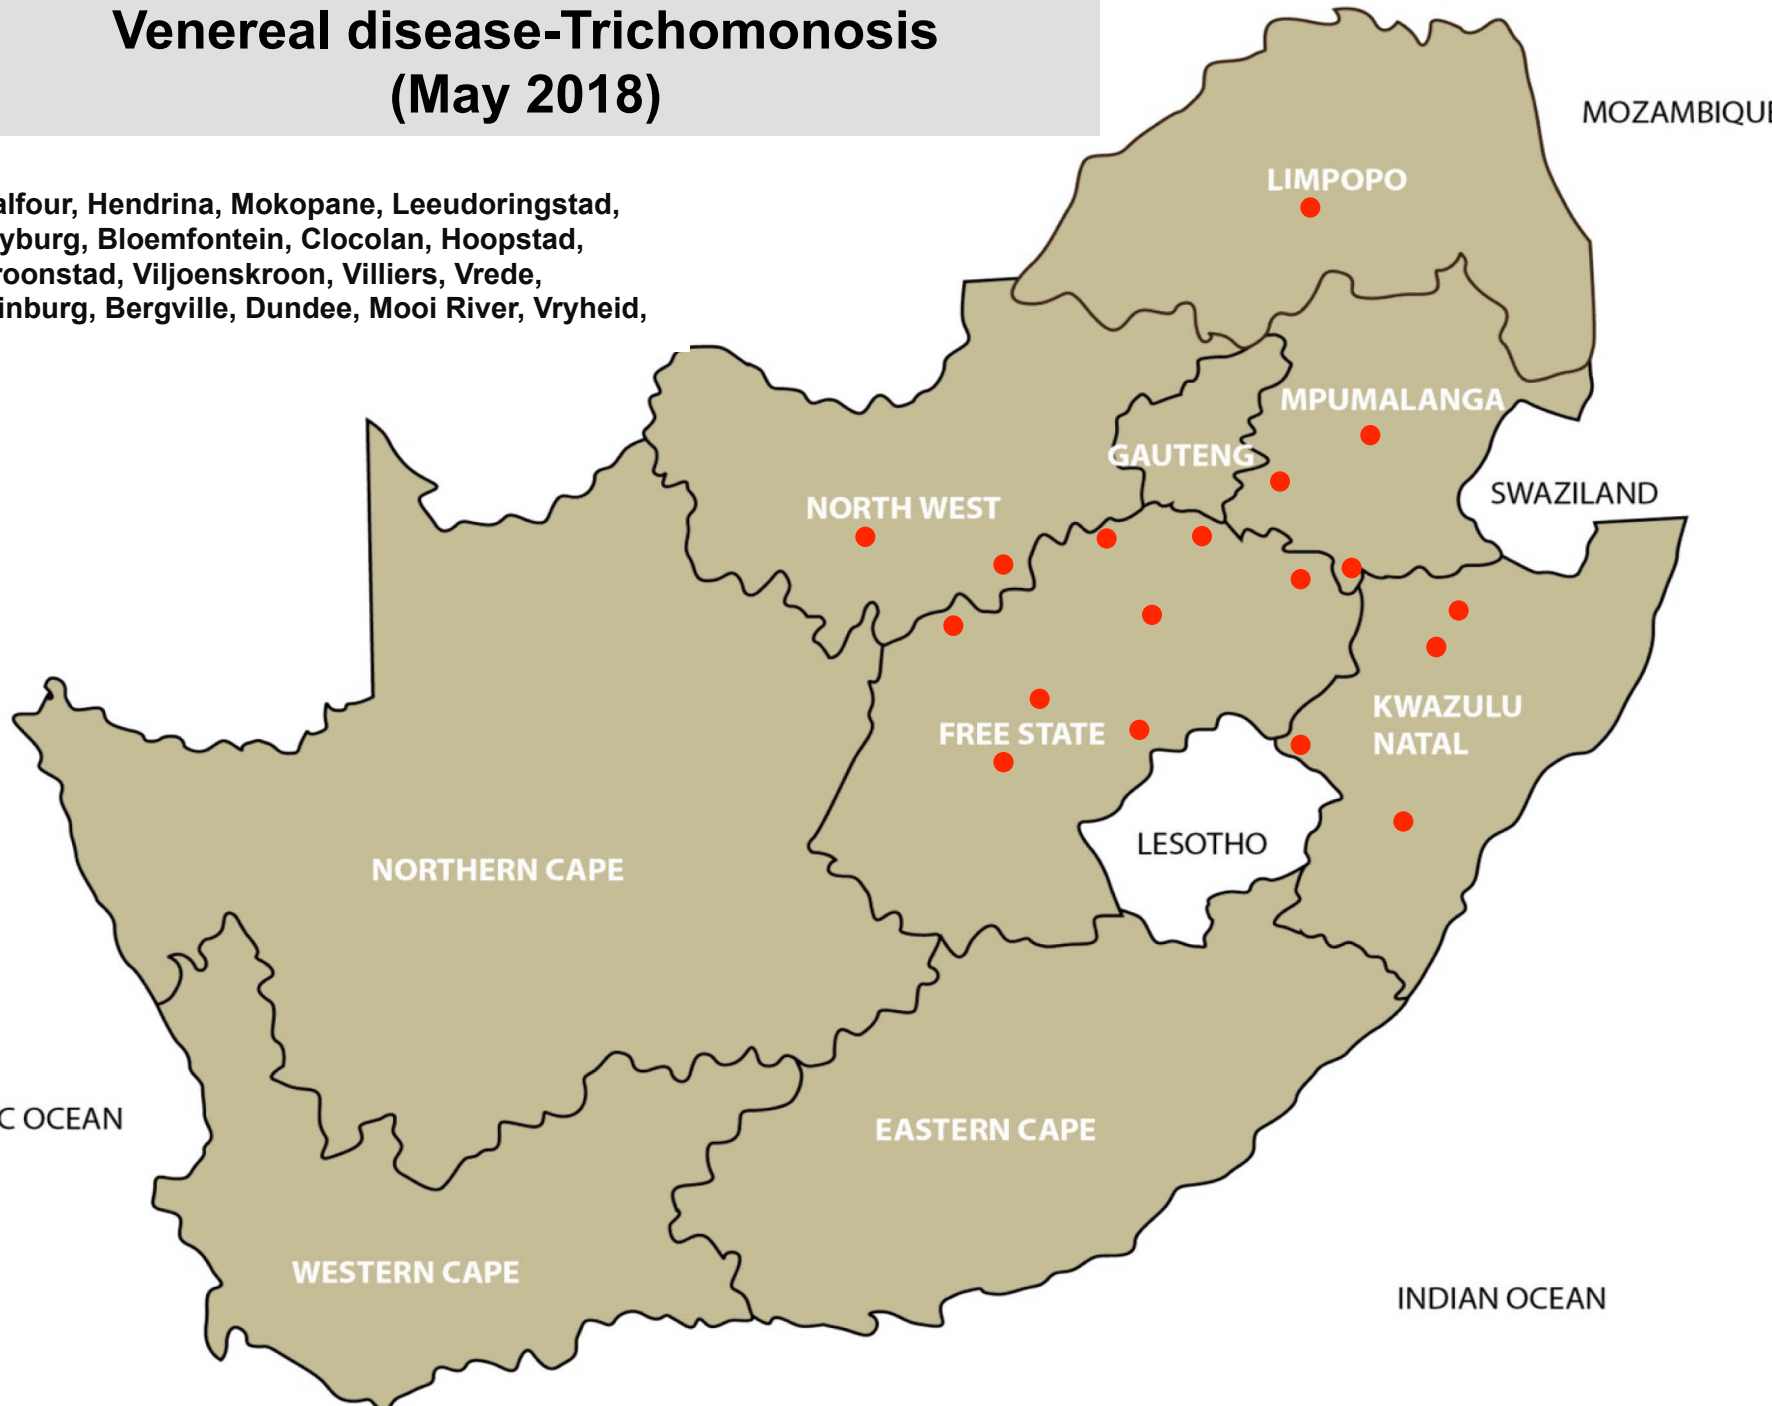 Venereal disease-Trichomonosis
(May 2018)
alfour, Hendrina, Mokopane, Leeudoringstad,
yburg, Bloemfontein, Clocolan, Hoopstad,
roonstad, Viljoenskroon, Villiers, Vrede,
inburg, Bergville, Dundee, Mooi River, Vryheid,
MOZAMBIQUE
LIMPOPO
MPUMALANGA
GAUTENG
SWAZILAND
NORTH WEST
KWAZULU
NATAL
FREE STATE
LESOTHO
NORTHERN CAPE
C OCEAN
EASTERN CAPE
WESTERN CAPE
INDIAN OCEAN